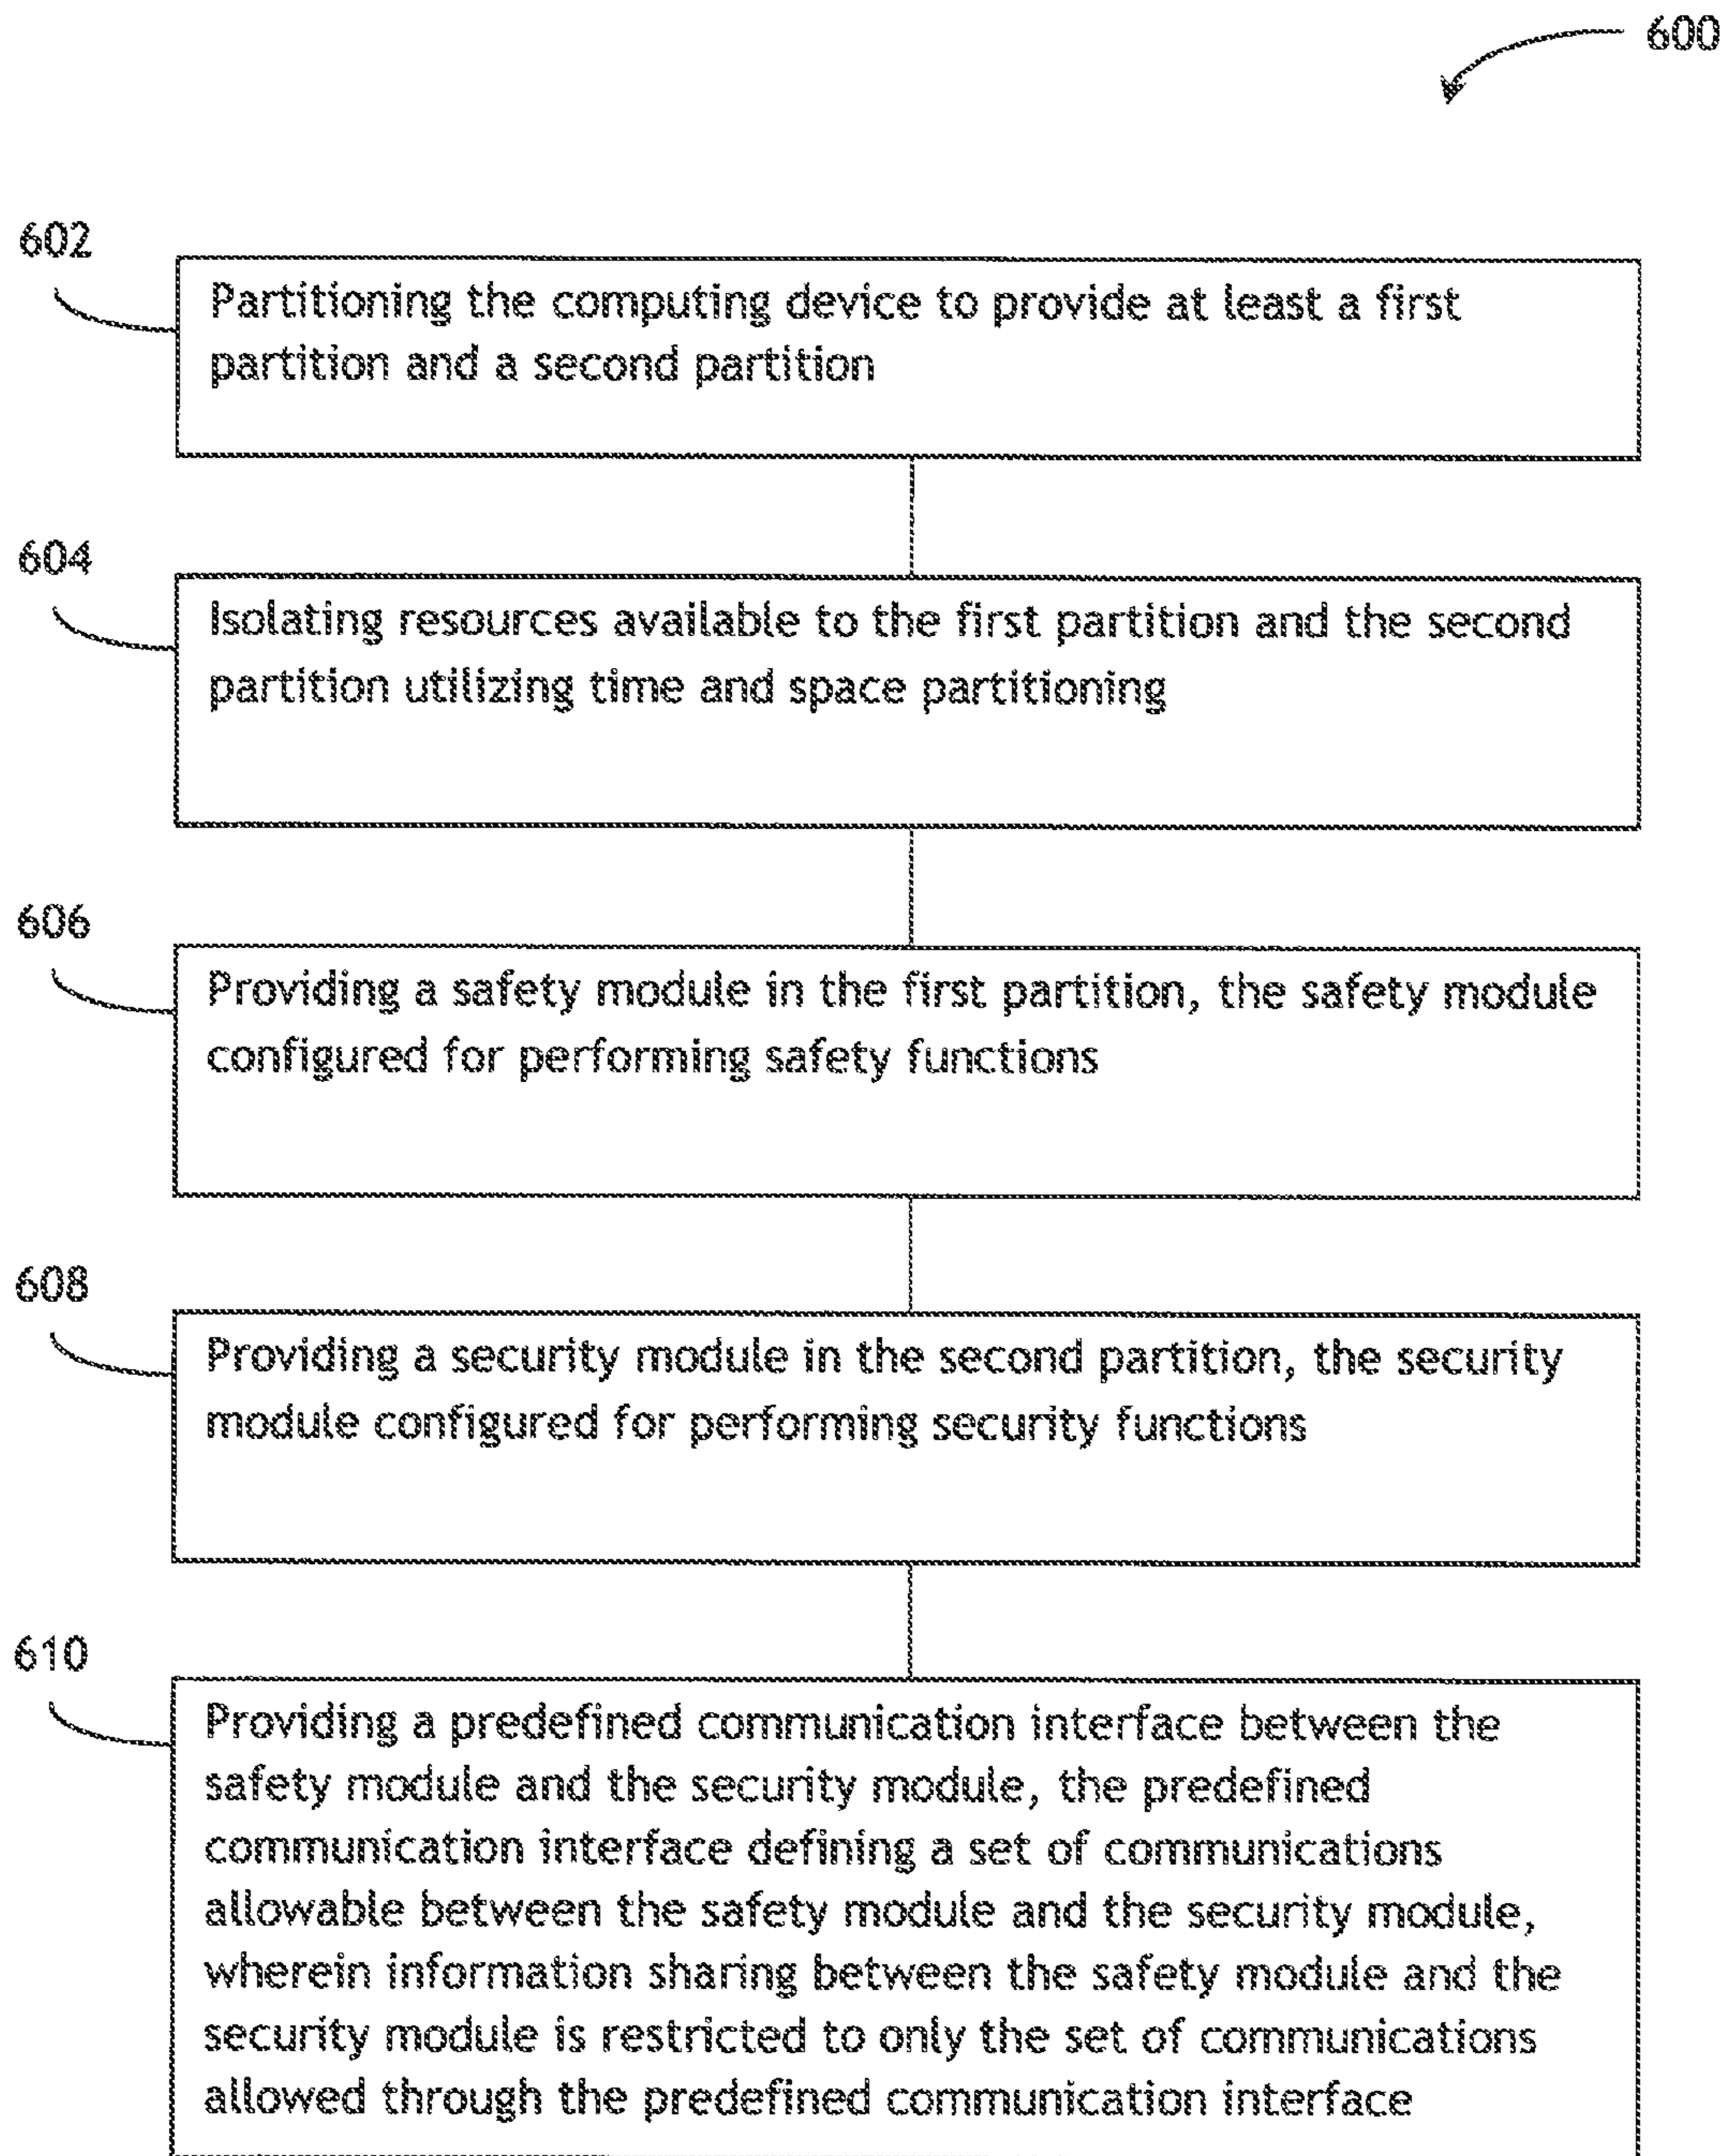 600
602
Partitioning the computing device to provide at least a first
partition and a second partition
604
Isolating resources available to the first partition and the second
partition utilizing time and space partitioning
606
Providing a safety module in the first partition, the safety module
configured for performing safety functions
608
Providing a security module in the second partition, the security
module configured for performing security functions
610
Providing a predefined communication interface between the
safety module and the security module, the predefined
communication interface defining a set of communications
allowable between the safety module and the security module,
wherein information sharing between the safety module and the
security module is restricted to only the set of communications
allowed through the predefined communication interface